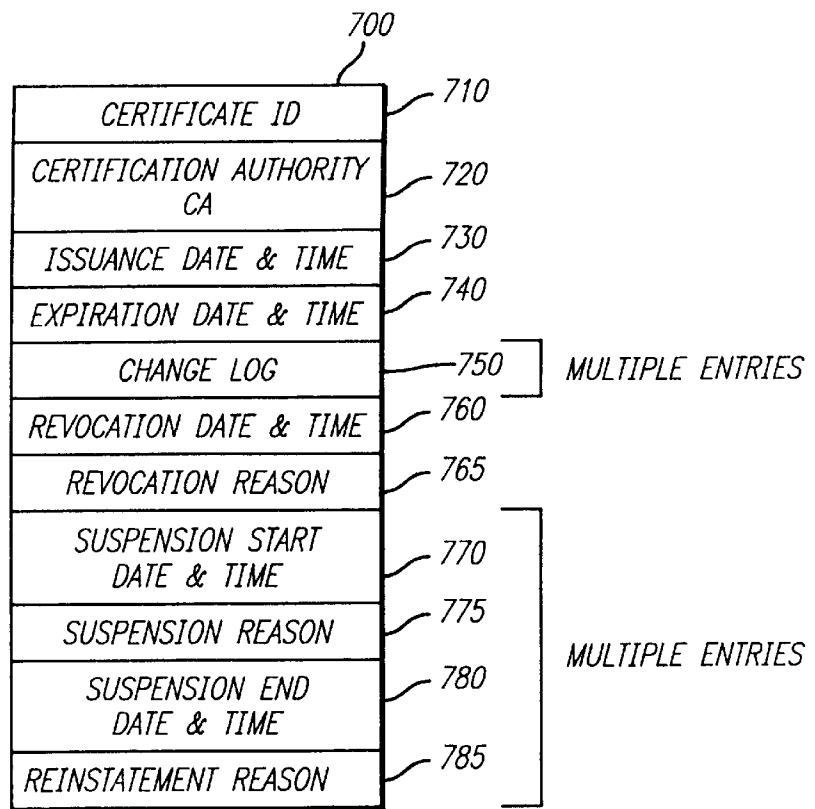 700
CERTIFICATE ID
710
CERTIFICATION AUTHORITY
CA
720
ISSUANCE DATE & TIME
730
EXPIRATION DATE & TIME
740
CHANGE LOG
750
MULTIPLE ENTRIES
REVOCATION DATE & TIME
760
REVOCATION REASON
765
SUSPENSION START
DATE & TIME
770
SUSPENSION REASON
775
MULTIPLE ENTRIES
SUSPENSION END
DATE & TIME
780
REINSTATEMENT REASON
785